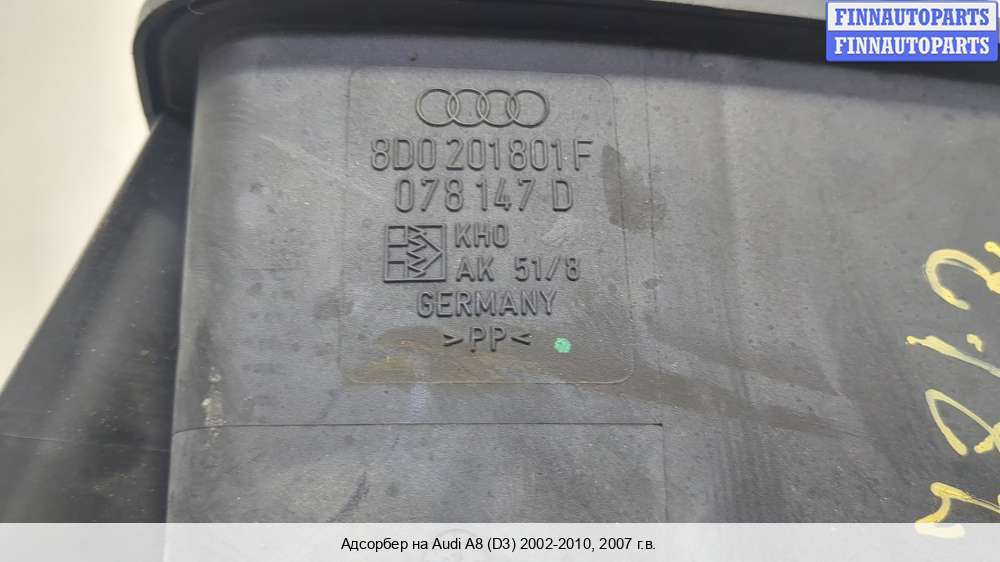 FINNAUTOPARTS
FINNAUTOPARTS
8D0 201 801 F
078 147 D
KHO
AK 51/8
GERMANY
>PP<
Адсорбер на Audi A8 (D3) 2002-2010, 2007 г.в.